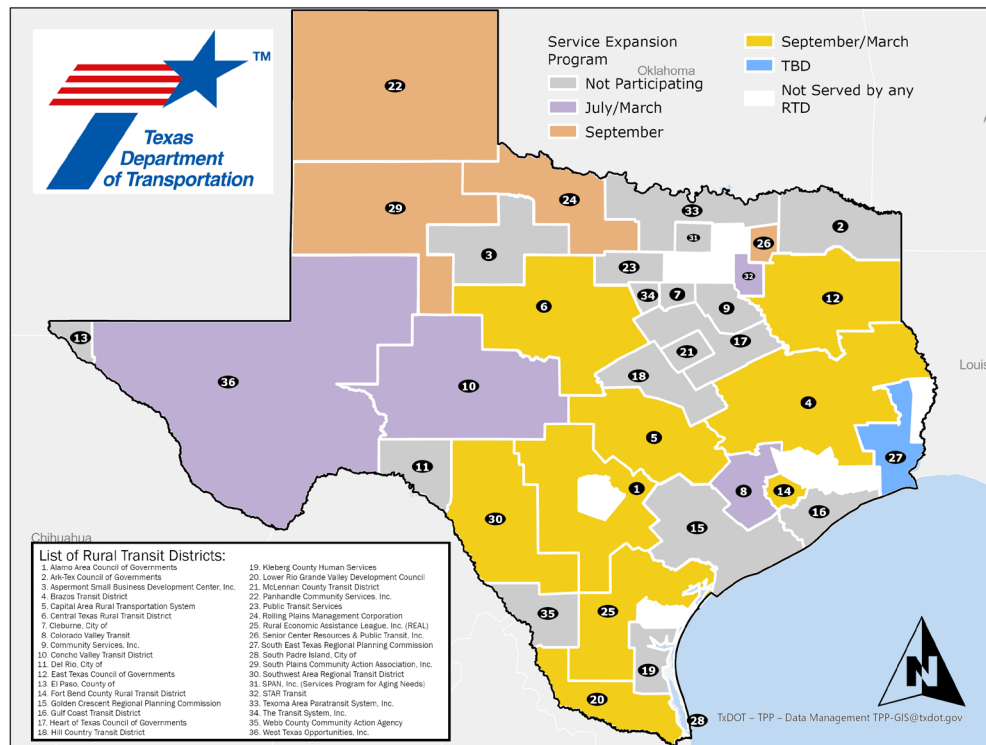 TM
Texas
Department
of Transportation
Service Expansion
Program
Not Participating
July/March
September
September/March
TBD
Not Served by any
RTD
Oklahoma
A
Louis
Chihuahua
22
29
24
33
2
31
26
3
23
32
34
7
9
12
6
13
17
21
36
10
18
4
5
11
27
1
8
14
30
16
15
35
25
19
20
28
List of Rural Transit Districts:
1. Alamo Area Council of Governments
2. Ark-Tex Council of Governments
3. Aspermont Small Business Development Center, Inc.
4. Brazos Transit District
5. Capital Area Rural Transportation System
6. Central Texas Rural Transit District
7. Cleburne, City of
8. Colorado Valley Transit
9. Community Services, Inc.
10. Concho Valley Transit District
11. Del Rio, City of
12. East Texas Council of Governments
13. El Paso, County of
14. Fort Bend County Rural Transit District
15. Golden Crescent Regional Planning Commission
16. Gulf Coast Transit District
17. Heart of Texas Council of Governments
18. Hill Country Transit District
19. Kleberg County Human Services
20. Lower Rio Grande Valley Development Council
21. McLennan County Transit District
22. Panhandle Community Services, Inc.
23. Public Transit Services
24. Rolling Plains Management Corporation
25. Rural Economic Assistance League, Inc. (REAL)
26. Senior Center Resources & Public Transit, Inc.
27. South East Texas Regional Planning Commission
28. South Padre Island, City of
29. South Plains Community Action Association, Inc.
30. Southwest Area Regional Transit District
31. SPAN, Inc. (Services Program for Aging Needs)
32. STAR Transit
33. Texoma Area Paratransit System, Inc.
34. The Transit System, Inc.
35. Webb County Community Action Agency
36. West Texas Opportunities, Inc.
N
TxDOT – TPP – Data Management TPP-GIS@txdot.gov